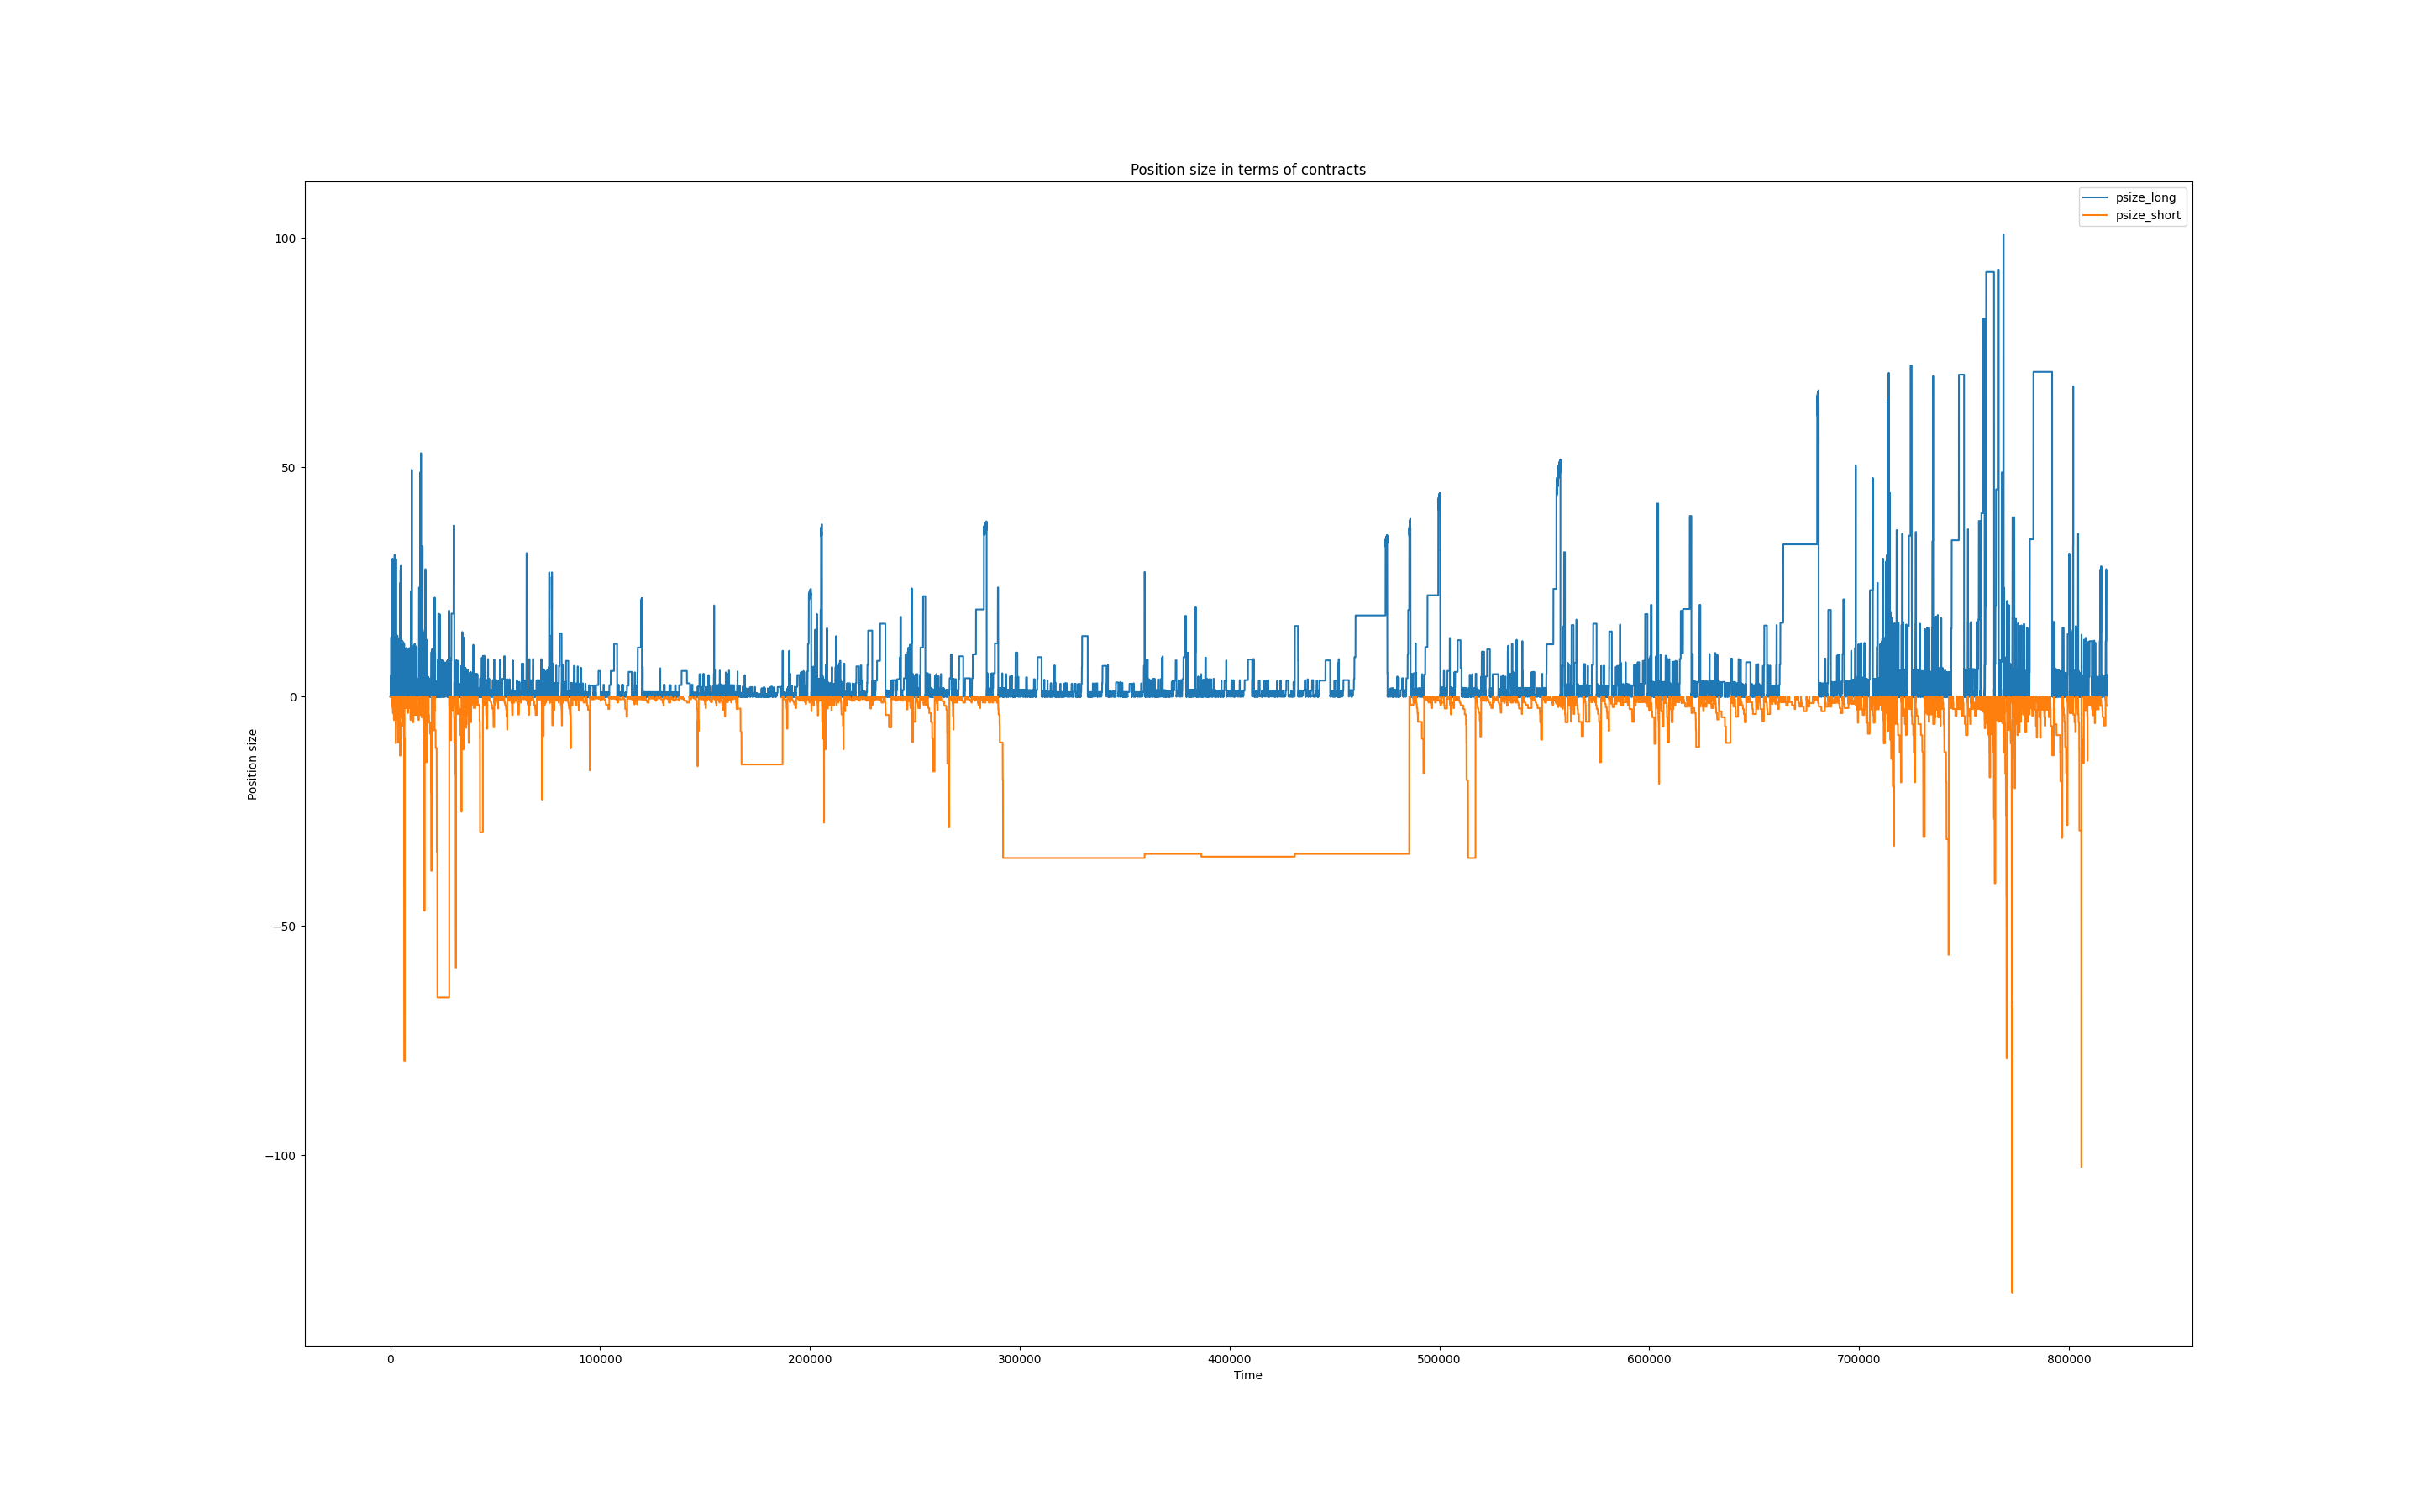 Position size in terms of contracts
psize_long
psize_short
100
50
0
−50
−100
Position size
0
100000
200000
300000
400000
500000
600000
700000
800000
Time